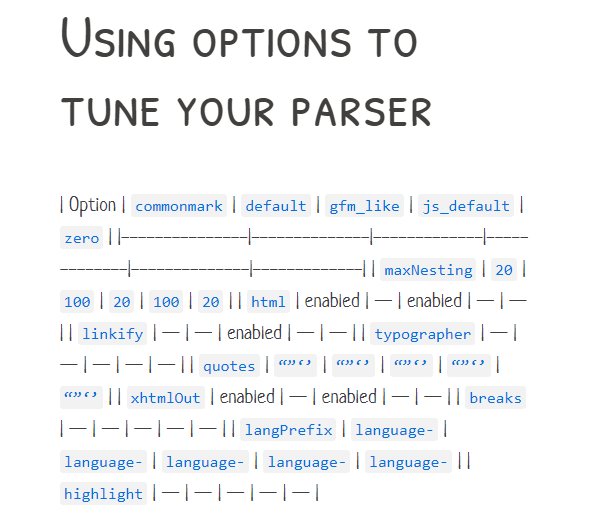 Using options to
tune your parser
| Option | commonmark | default | gfm_like | js_default |
zero | |---------------|--------------|-------------|-----
--------|--------------|-------------| | maxNesting | 20 |
100 | 20 | 100 | 20 | | html | enabled | — | enabled | — | —
| | linkify | — | — | enabled | — | — | | typographer | — |
— | — | — | — | | quotes | “”‘’ | “”‘’ | “”‘’ | “”‘’ |
“”‘’ | | xhtmlOut | enabled | — | enabled | — | — | | breaks
| — | — | — | — | — | | langPrefix | language- |
language- | language- | language- | language- | |
highlight | — | — | — | — | — |